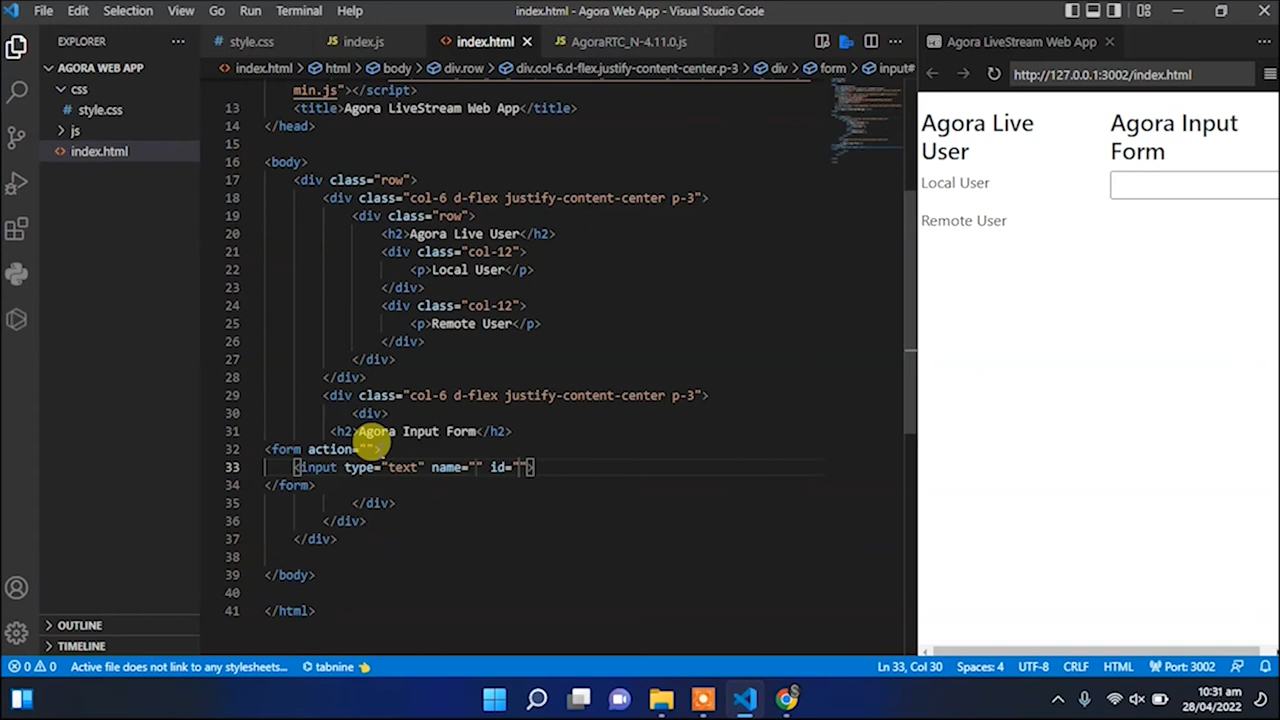 File Edit Selection View Go Run Terminal Help
index.html - Agora Web App - Visual Studio Code
EXPLORER
AGORA WEB APP
css
style.css
js
index.html
OUTLINE
TIMELINE
style.css
JS index.js
index.html
JS AgoraRTC_N-4.11.0.js
index.html > html > body > div.row > div.col-6.d-flex.justify-content-center.p-3 > div > form > input#
min.js"></script>
13 <title>Agora LiveStream Web App</title>
14 </head>
15
16 <body>
17 <div class="row">
18 <div class="col-6 d-flex justify-content-center p-3">
19 <div class="row">
20 <h2>Agora Live User</h2>
21 <div class="col-12">
22 <p>Local User</p>
23 </div>
24 <div class="col-12">
25 <p>Remote User</p>
26 </div>
27 </div>
28 </div>
29 <div class="col-6 d-flex justify-content-center p-3">
30 <div>
31 <h2>Agora Input Form</h2>
32 <form action="">
33 <input type="text" name="" id="">
34 </form>
35 </div>
36 </div>
37 </div>
38
39 </body>
40
41 </html>
Agora LiveStream Web App
http://127.0.0.1:3002/index.html
Agora Live
User
Local User
Remote User
Agora Input
Form
0 0 Active file does not link to any stylesheets... tabnine Ln 33, Col 30 Spaces: 4 UTF-8 CRLF HTML Port: 3002
10:31 am
28/04/2022